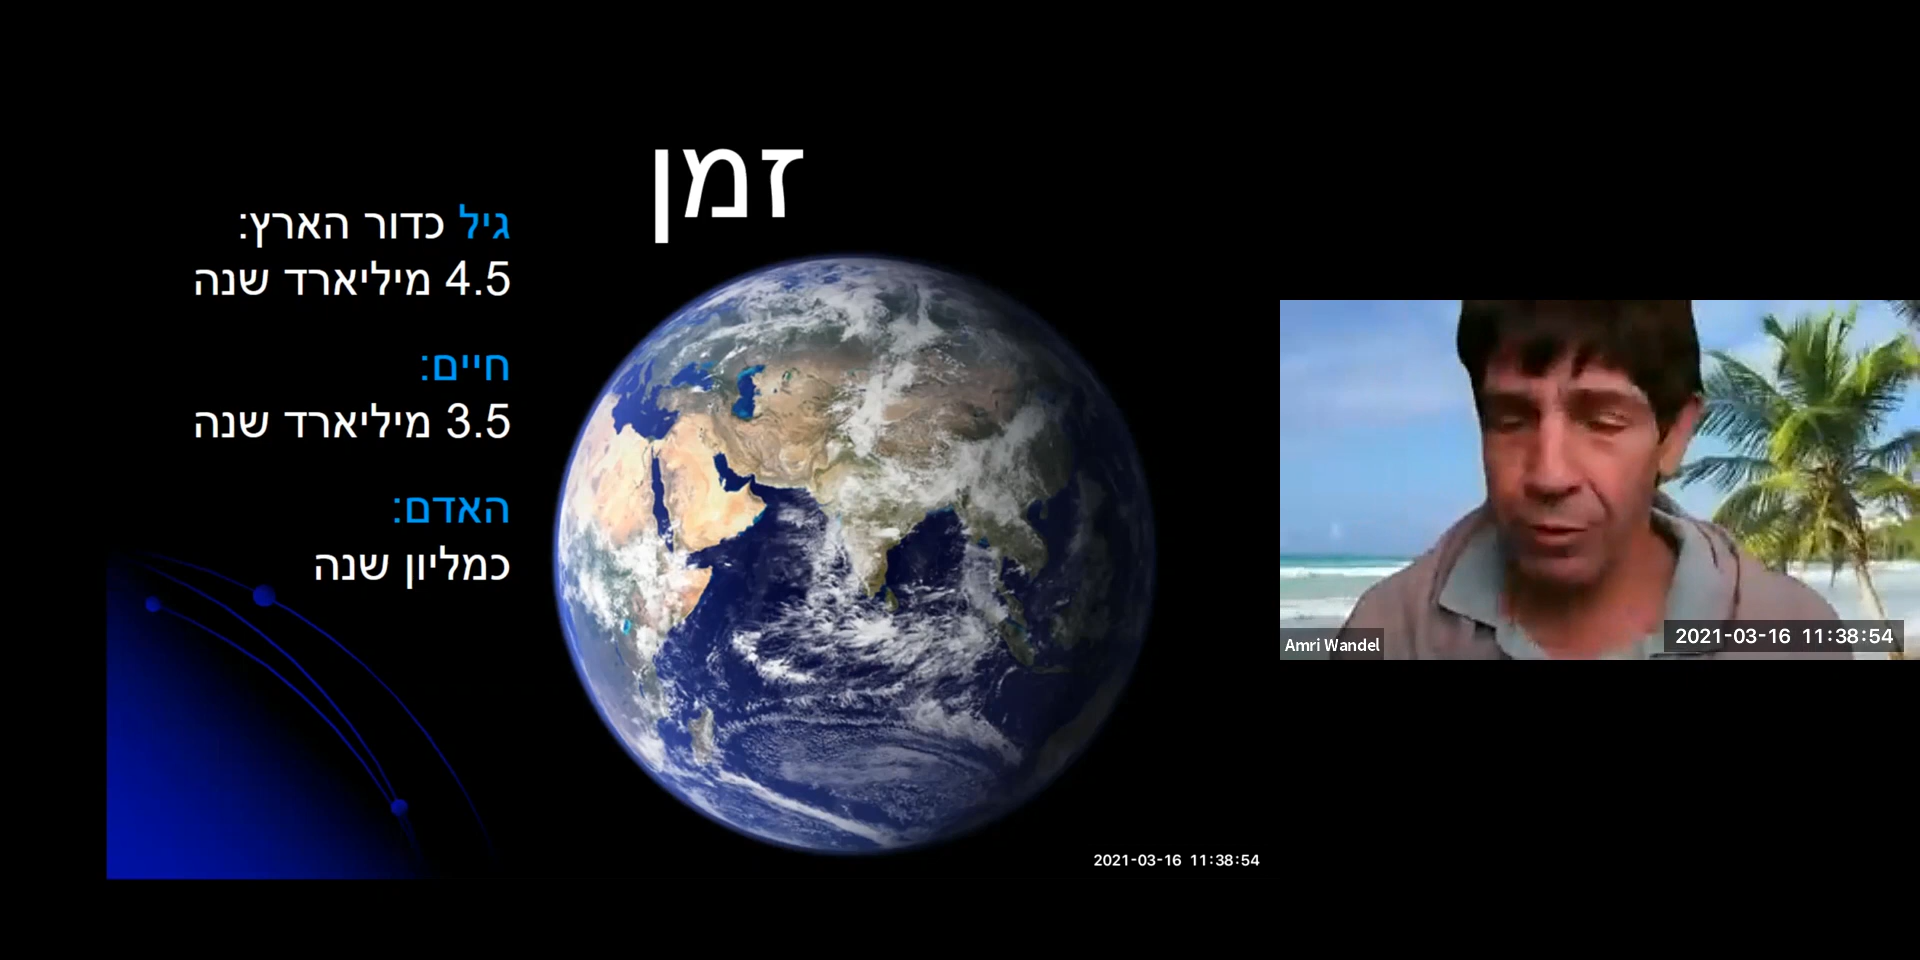 זמן
גיל כדור הארץ:
4.5 מיליארד שנה
חיים:
3.5 מיליארד שנה
האדם:
כמליון שנה
2021-03-16 11:38:54
Amri Wandel
2021-03-16 11:38:54